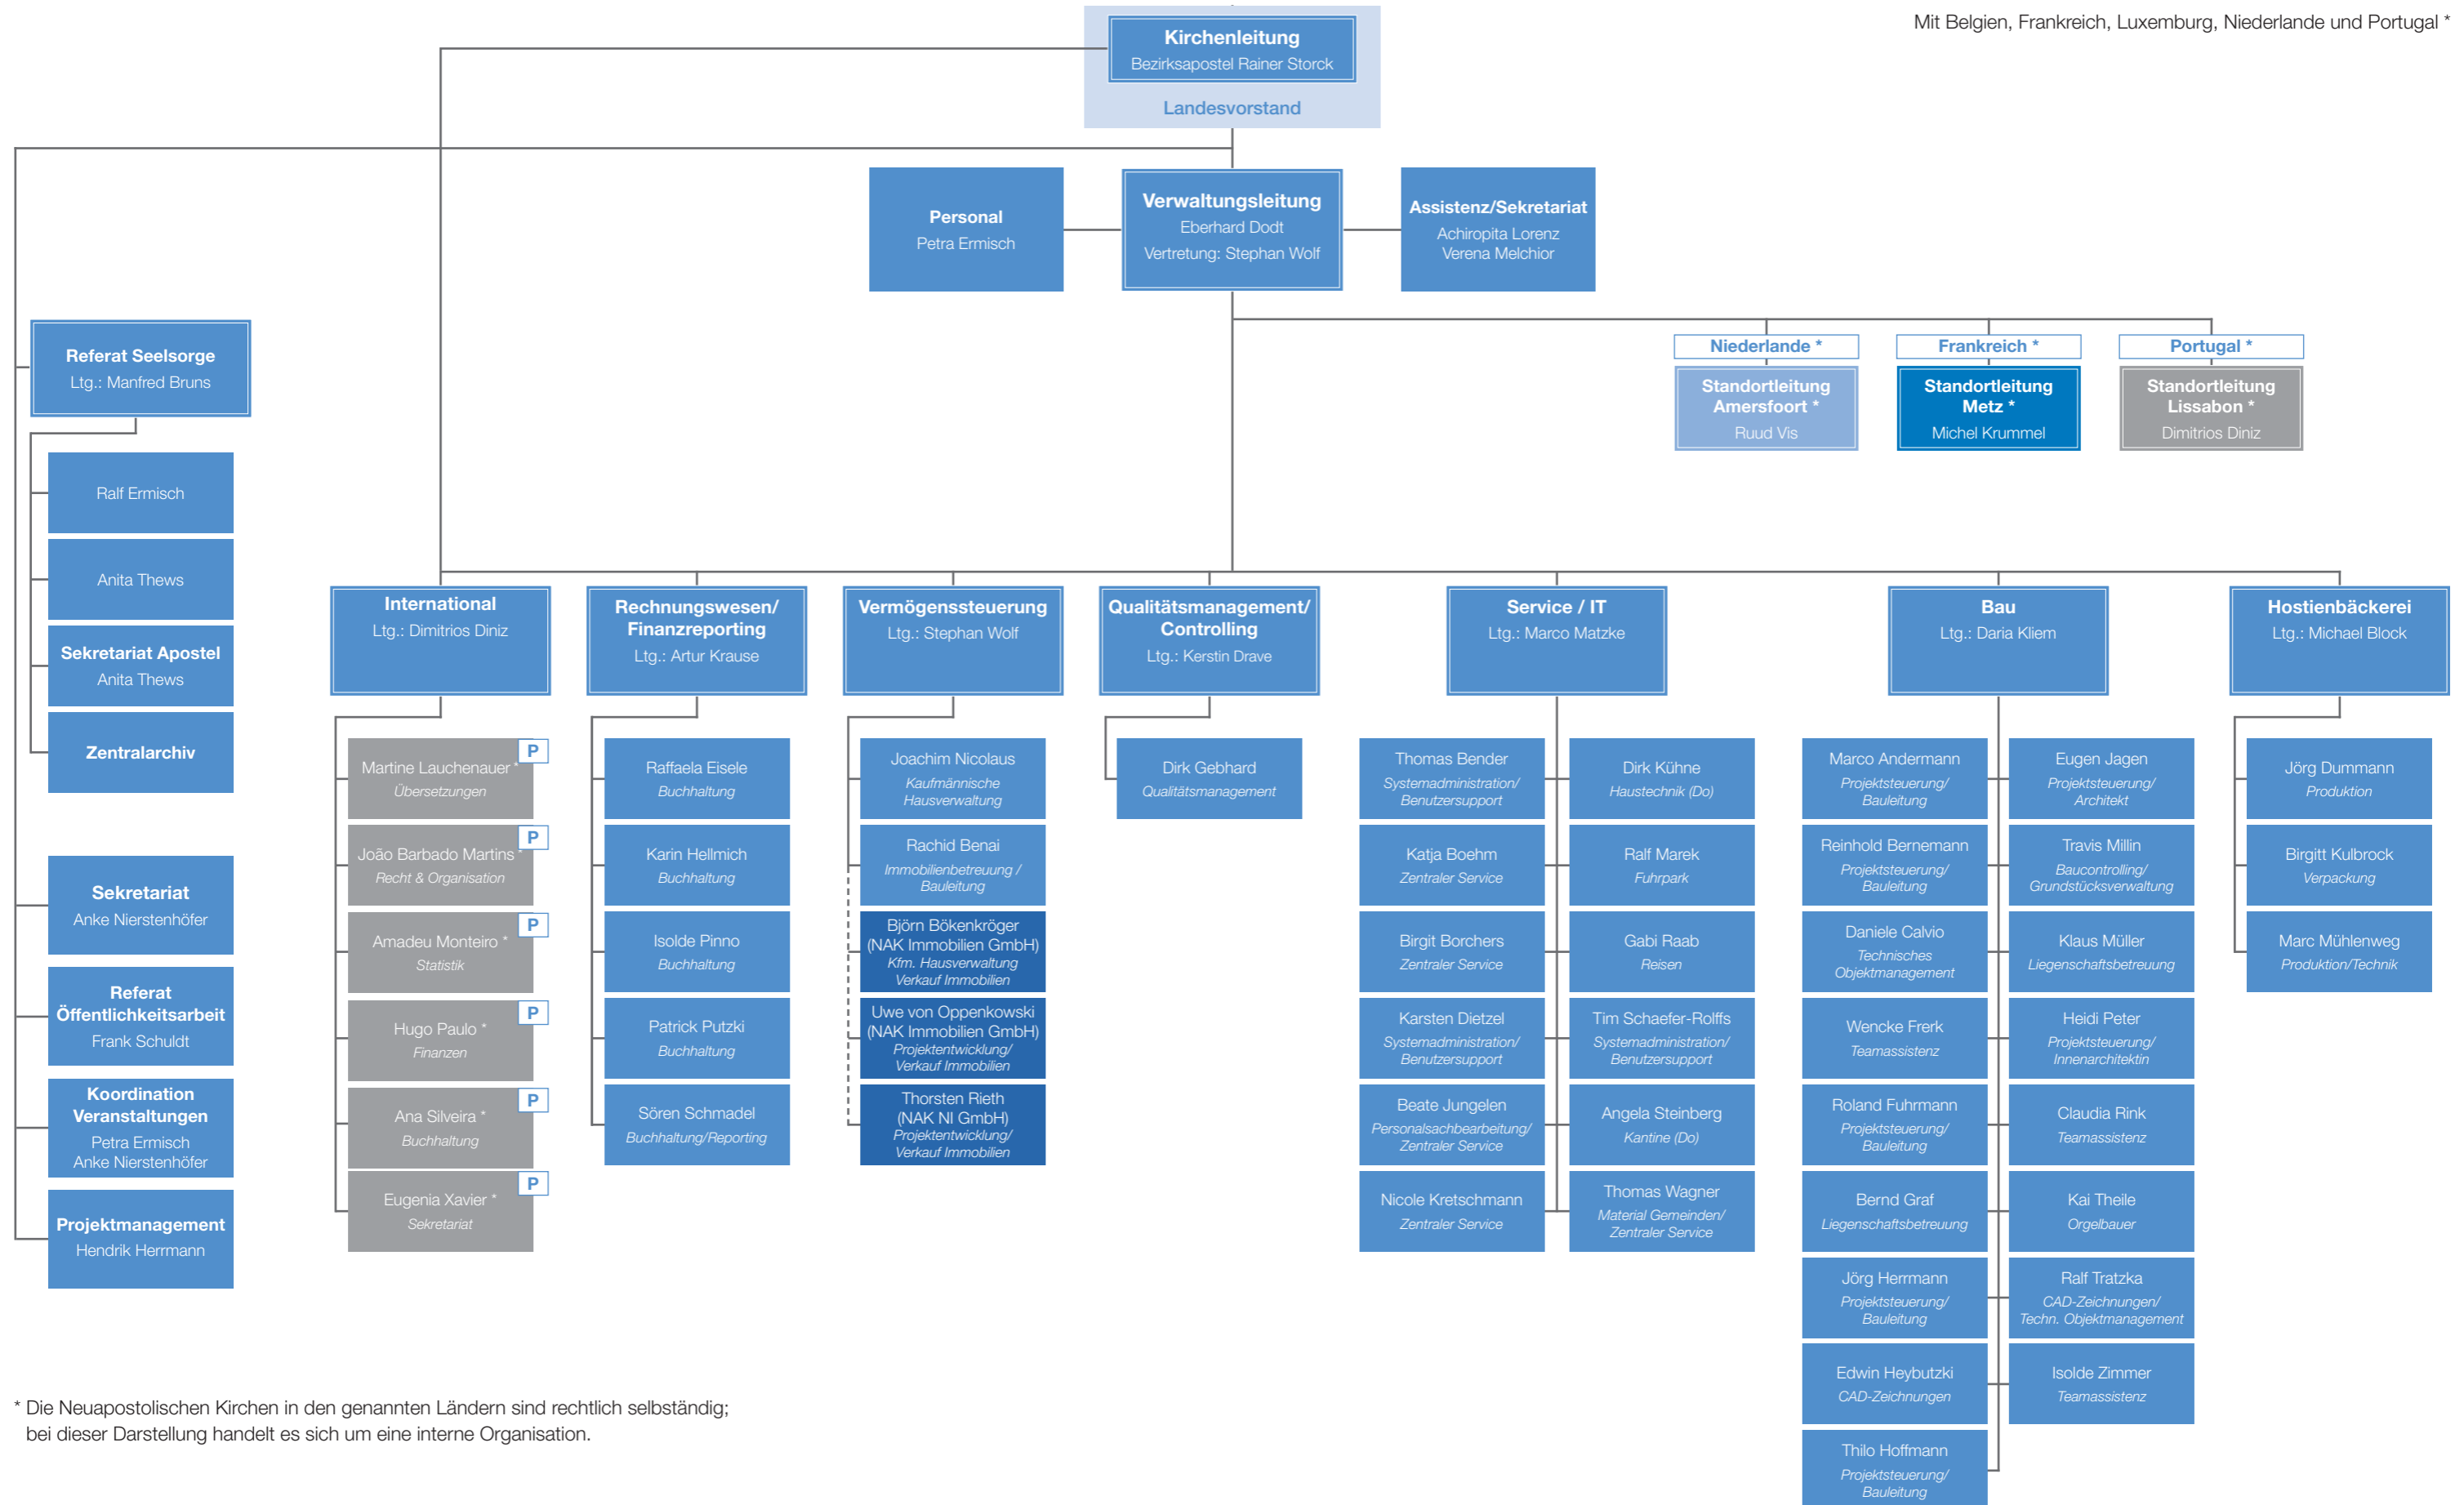 Mit Belgien, Frankreich, Luxemburg, Niederlande und Portugal *
Kirchenleitung
Bezirksapostel Rainer Storck
Landesvorstand
Personal
Petra Ermisch
Verwaltungsleitung
Eberhard Dodt
Vertretung: Stephan Wolf
Assistenz/Sekretariat
Achiropita Lorenz
Verena Melchior
Niederlande *
Standortleitung
Amersfoort *
Ruud Vis
Frankreich *
Standortleitung
Metz *
Michel Krummel
Portugal *
Standortleitung
Lissabon *
Dimitrios Diniz
Referat Seelsorge
Ltg.: Manfred Bruns
Ralf Ermisch
Anita Thews
Sekretariat Apostel
Anita Thews
Zentralarchiv
Sekretariat
Anke Nierstenhöfer
Referat
Öffentlichkeitsarbeit
Frank Schuldt
Koordination
Veranstaltungen
Petra Ermisch
Anke Nierstenhöfer
Projektmanagement
Hendrik Herrmann
International
Ltg.: Dimitrios Diniz
P
Martine Lauchenauer *
Übersetzungen
P
João Barbado Martins *
Recht & Organisation
P
Amadeu Monteiro *
Statistik
P
Hugo Paulo *
Finanzen
P
Ana Silveira *
Buchhaltung
P
Eugenia Xavier *
Sekretariat
Rechnungswesen/
Finanzreporting
Ltg.: Artur Krause
Raffaela Eisele
Buchhaltung
Karin Hellmich
Buchhaltung
Isolde Pinno
Buchhaltung
Patrick Putzki
Buchhaltung
Sören Schmadel
Buchhaltung/Reporting
Vermögenssteuerung
Ltg.: Stephan Wolf
Joachim Nicolaus
Kaufmännische
Hausverwaltung
Rachid Benai
Immobilienbetreuung /
Bauleitung
Björn Bökenkröger
(NAK Immobilien GmbH)
Kfm. Hausverwaltung
Verkauf Immobilien
Uwe von Oppenkowski
(NAK Immobilien GmbH)
Projektentwicklung/
Verkauf Immobilien
Thorsten Rieth
(NAK NI GmbH)
Projektentwicklung/
Verkauf Immobilien
Qualitätsmanagement/
Controlling
Ltg.: Kerstin Drave
Dirk Gebhard
Qualitätsmanagement
Service / IT
Ltg.: Marco Matzke
Thomas Bender
Systemadministration/
Benutzersupport
Katja Boehm
Zentraler Service
Birgit Borchers
Zentraler Service
Karsten Dietzel
Systemadministration/
Benutzersupport
Beate Jungelen
Personalsachbearbeitung/
Zentraler Service
Nicole Kretschmann
Zentraler Service
Dirk Kühne
Haustechnik (Do)
Ralf Marek
Fuhrpark
Gabi Raab
Reisen
Tim Schaefer-Rolffs
Systemadministration/
Benutzersupport
Angela Steinberg
Kantine (Do)
Thomas Wagner
Material Gemeinden/
Zentraler Service
Bau
Ltg.: Daria Kliem
Marco Andermann
Projektsteuerung/
Bauleitung
Reinhold Bernemann
Projektsteuerung/
Bauleitung
Daniele Calvio
Technisches
Objektmanagement
Wencke Frerk
Teamassistenz
Roland Fuhrmann
Projektsteuerung/
Bauleitung
Bernd Graf
Liegenschaftsbetreuung
Jörg Herrmann
Projektsteuerung/
Bauleitung
Edwin Heybutzki
CAD-Zeichnungen
Thilo Hoffmann
Projektsteuerung/
Bauleitung
Eugen Jagen
Projektsteuerung/
Architekt
Travis Millin
Baucontrolling/
Grundstücksverwaltung
Klaus Müller
Liegenschaftsbetreuung
Heidi Peter
Projektsteuerung/
Innenarchitektin
Claudia Rink
Teamassistenz
Kai Theile
Orgelbauer
Ralf Tratzka
CAD-Zeichnungen/
Techn. Objektmanagement
Isolde Zimmer
Teamassistenz
Hostienbäckerei
Ltg.: Michael Block
Jörg Dummann
Produktion
Birgitt Kulbrock
Verpackung
Marc Mühlenweg
Produktion/Technik
* Die Neuapostolischen Kirchen in den genannten Ländern sind rechtlich selbständig;
bei dieser Darstellung handelt es sich um eine interne Organisation.